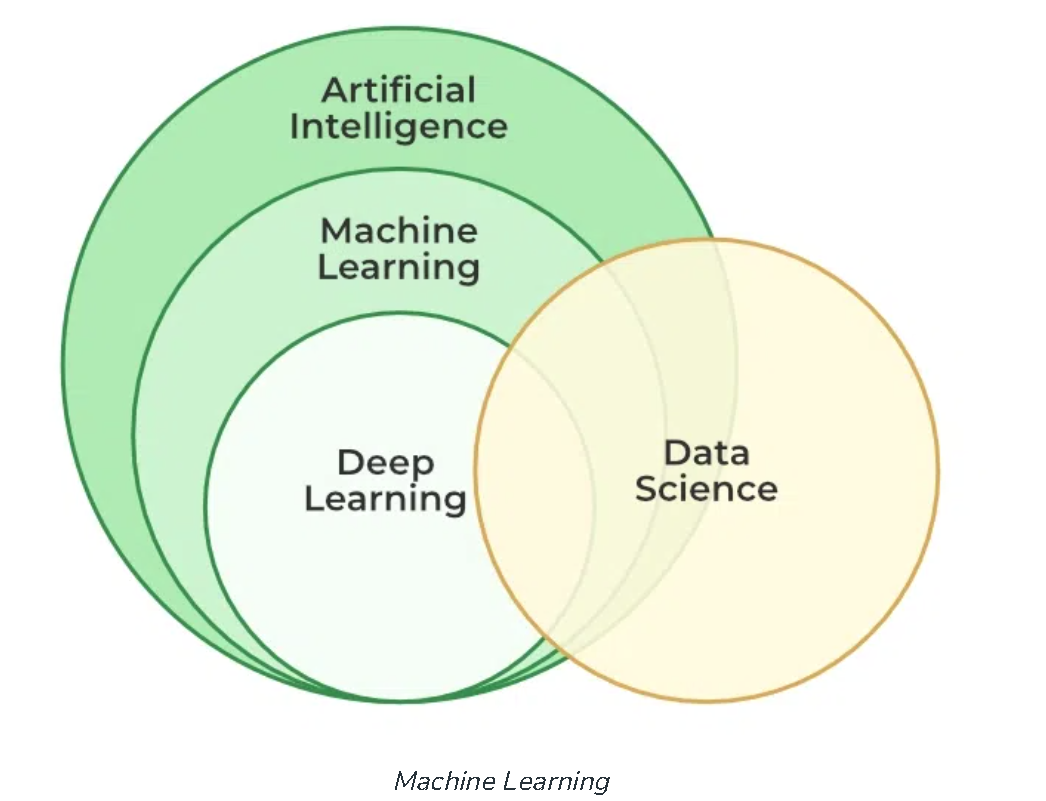 Artificial
Intelligence
Machine
Learning
Deep
Learning
Data
Science
Machine Learning